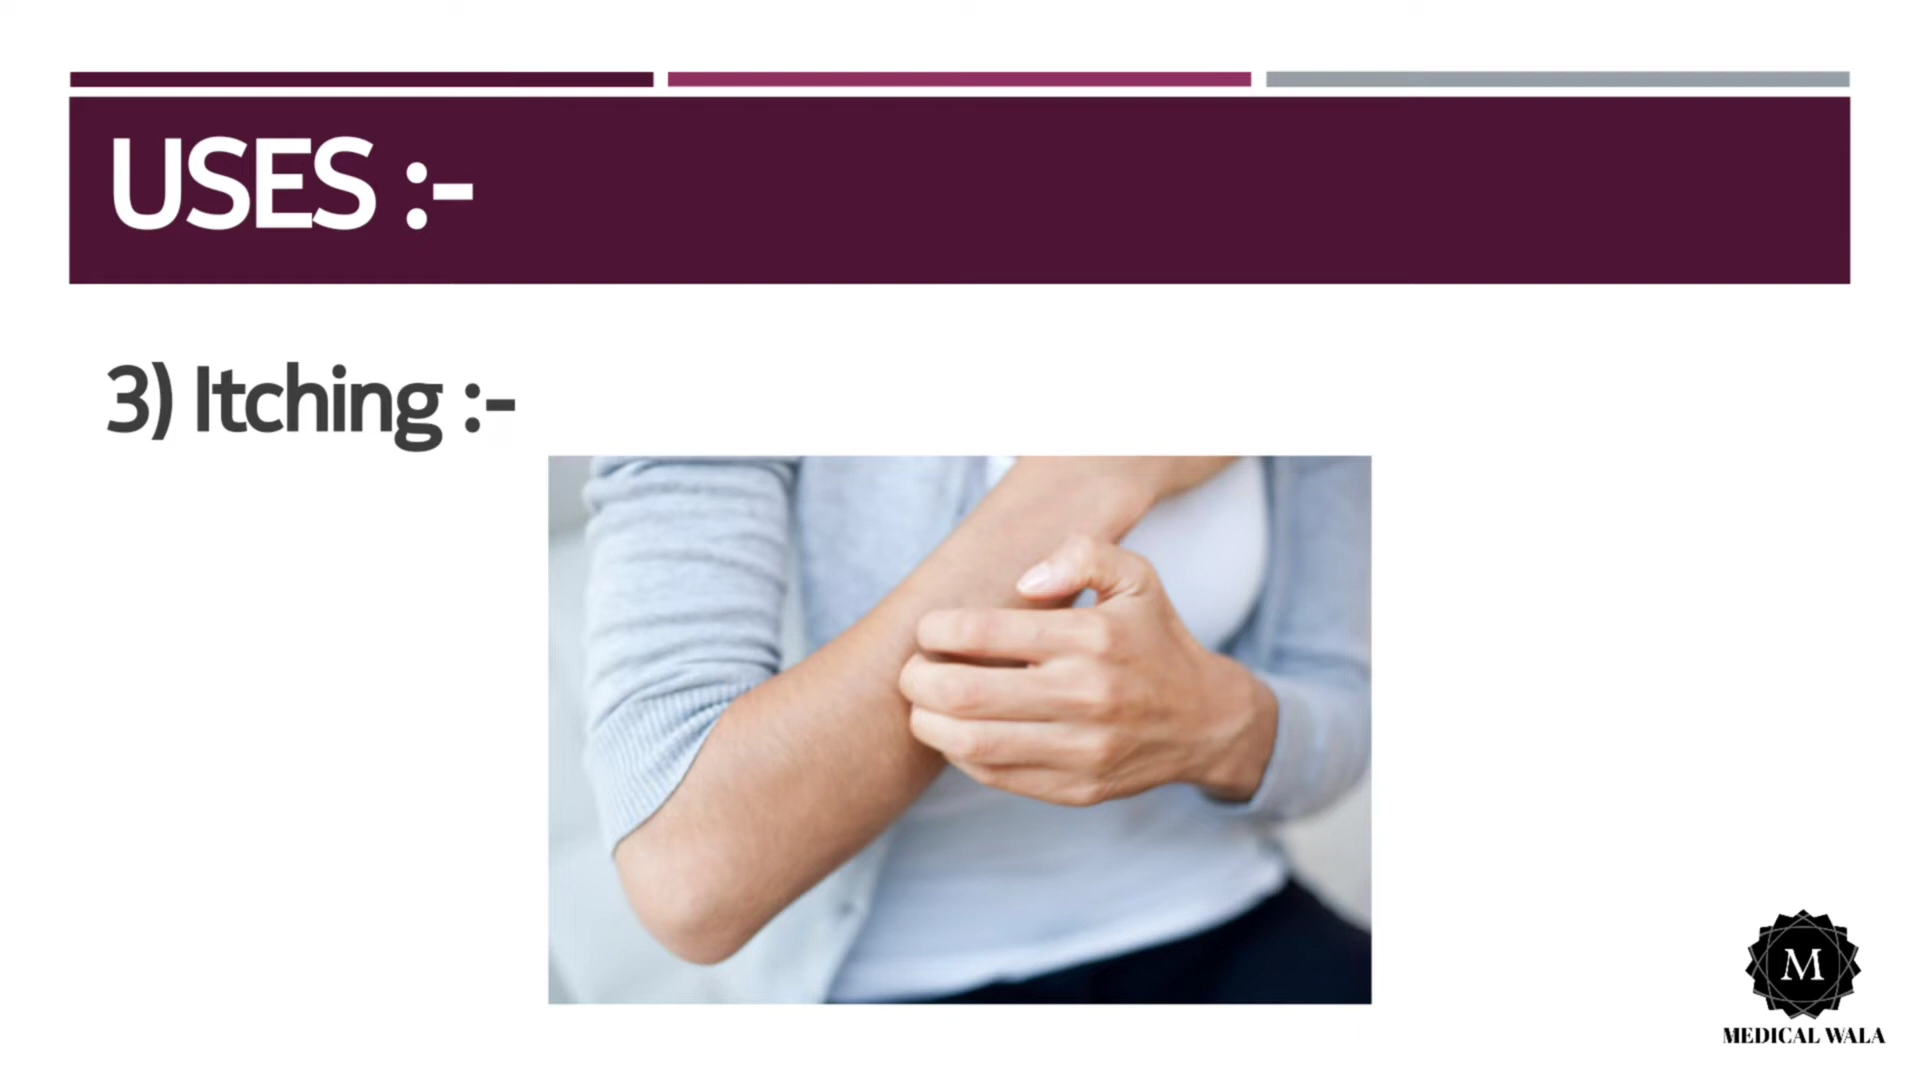 USES :-
3) Itching :-
M
MEDICAL WALA